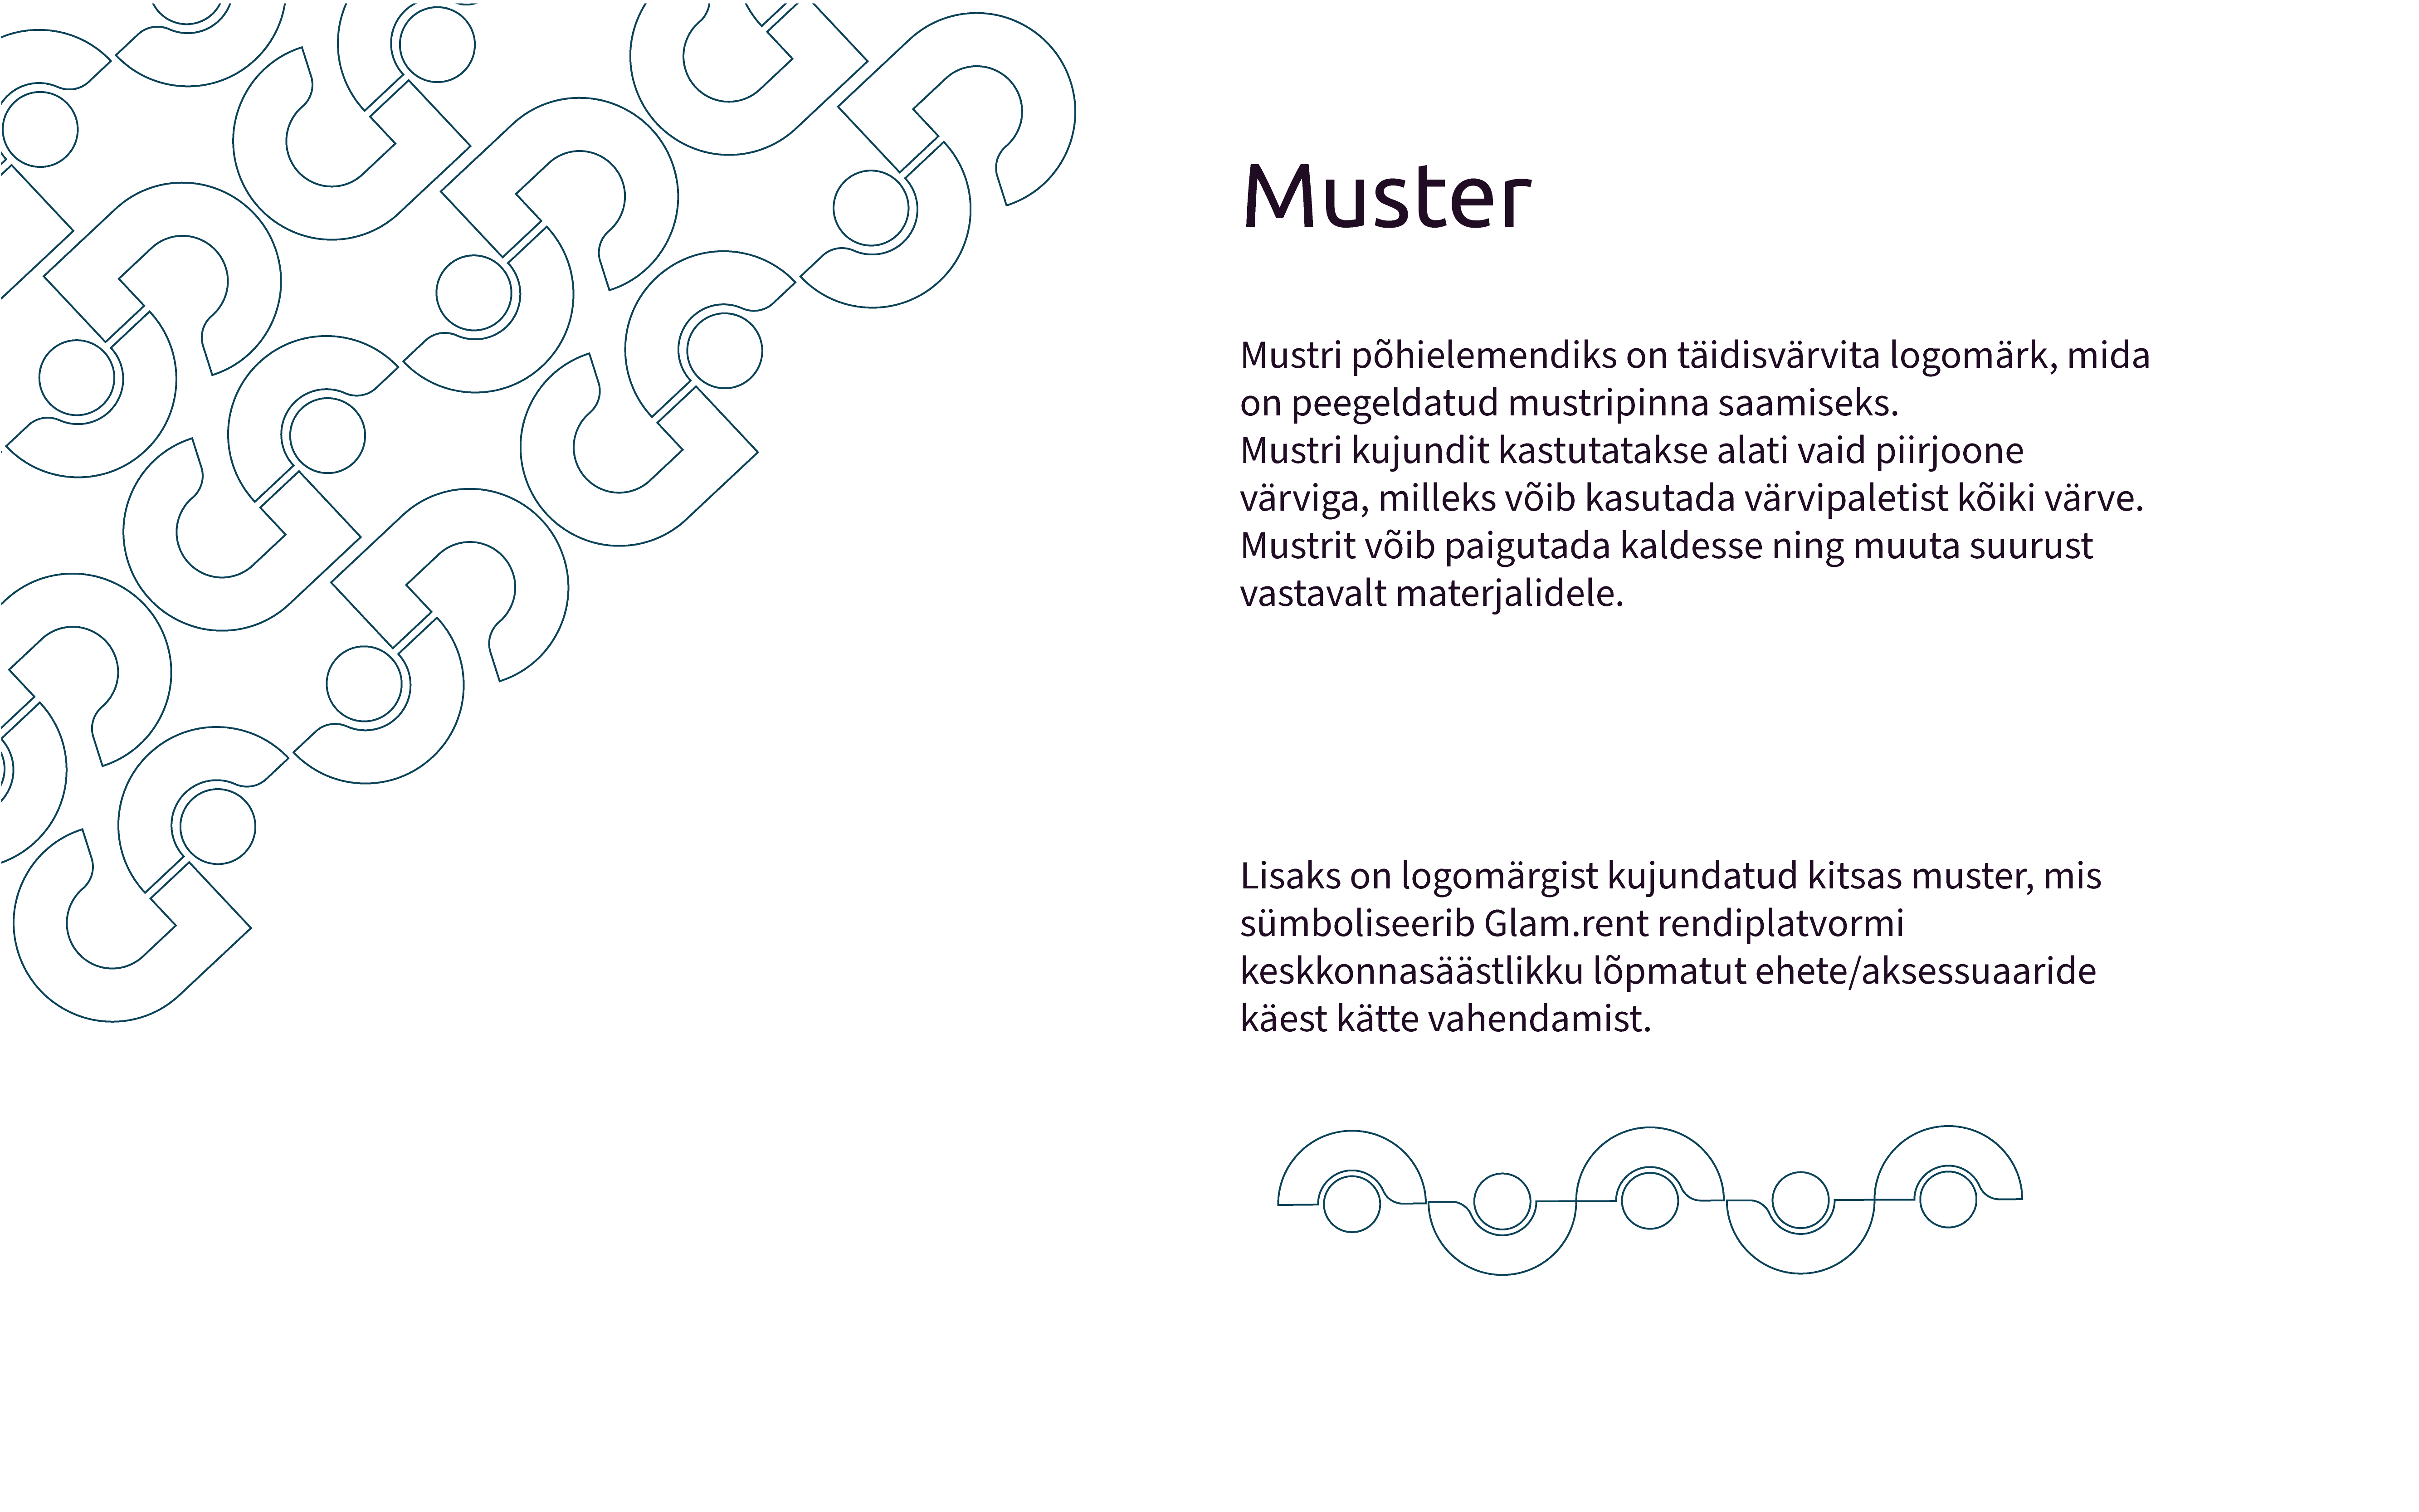 Muster
Mustri põhielemendiks on täidisvärvita logomärk, mida
on peegeldatud mustripinna saamiseks.
Mustri kujundit kastutatakse alati vaid piirjoone
värviga, milleks võib kasutada värvipaletist kõiki värve.
Mustrit võib paigutada kaldesse ning muuta suurust
vastavalt materjalidele.
Lisaks on logomärgist kujundatud kitsas muster, mis
sümboliseerib Glam.rent rendiplatvormi
keskkonnasäästlikku lõpmatut ehete/aksessuaaride
käest kätte vahendamist.